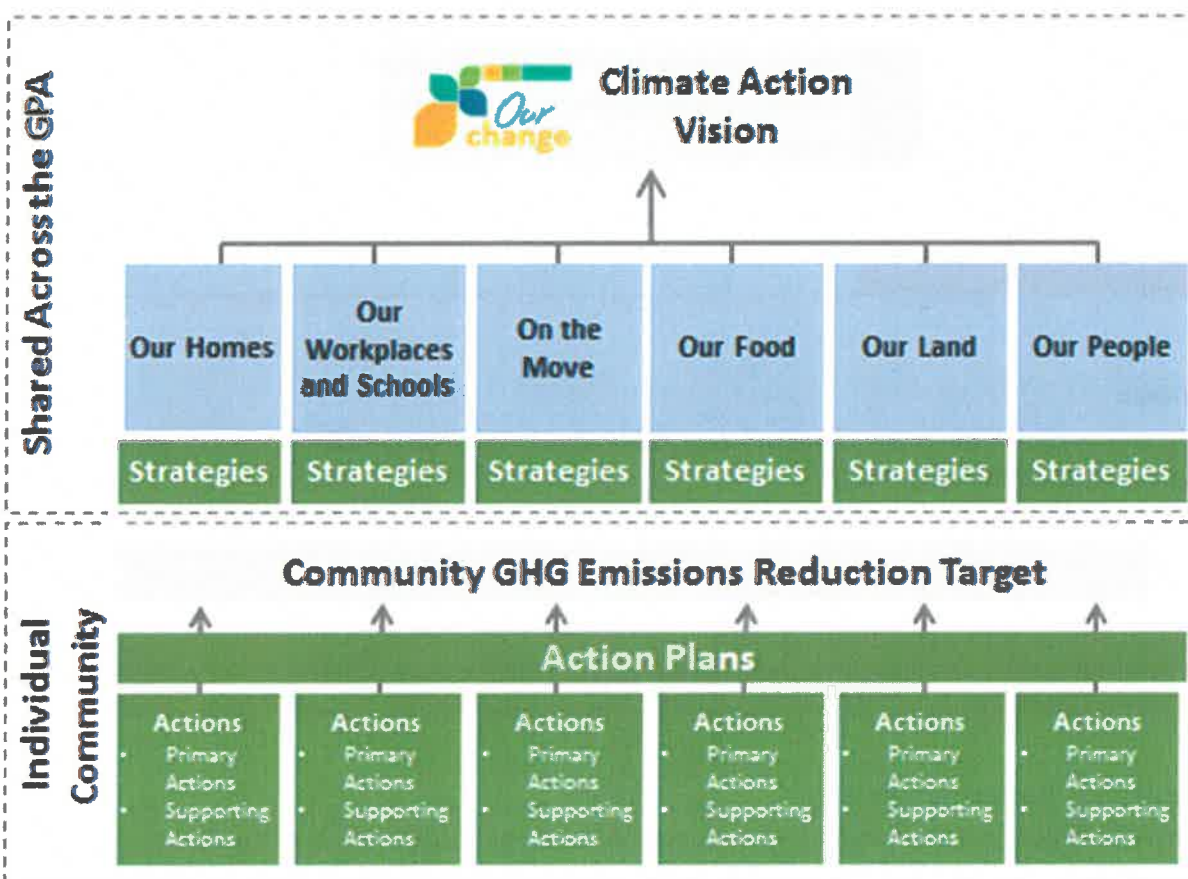 Shared Across the GPA
Our
change
Climate Action
Vision
Our Homes
Our
Workplaces
and Schools
On the
Move
Our Food
Our Land
Our People
Strategies
Strategies
Strategies
Strategies
Strategies
Strategies
Individual
Community
Community GHG Emissions Reduction Target
Action Plans
Actions
• Primary
Actions
• Supporting
Actions
Actions
• Primary
Actions
• Supporting
Actions
Actions
• Primary
Actions
• Supporting
Actions
Actions
• Primary
Actions
• Supporting
Actions
Actions
• Primary
Actions
• Supporting
Actions
Actions
• Primary
Actions
• Supporting
Actions